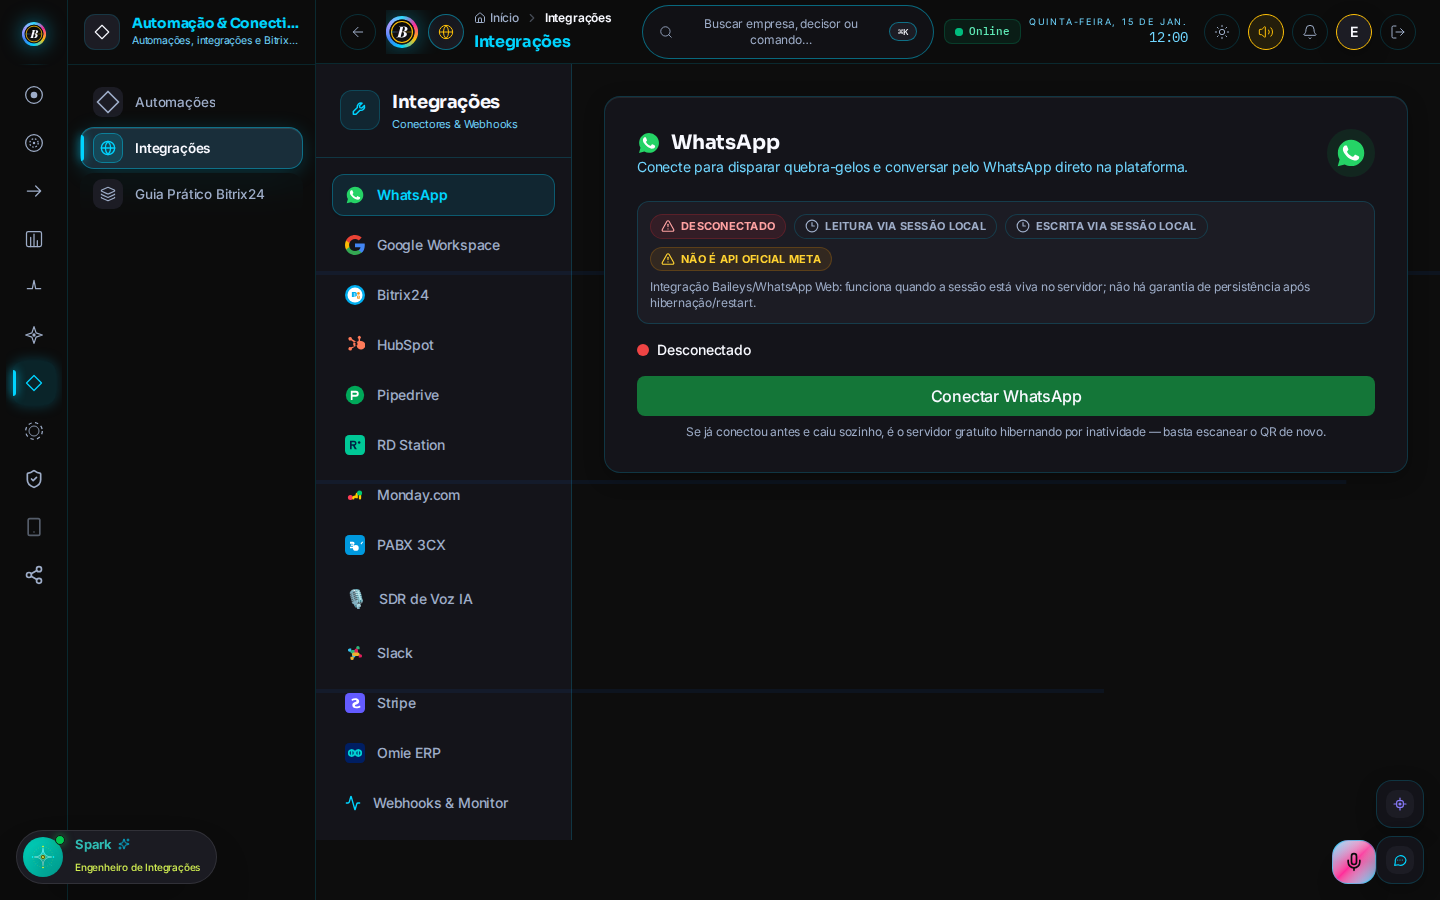 Automação & Conecti...
Automações, integrações e Bitrix...
Automações
Integrações
Guia Prático Bitrix24
Início
Integrações
Integrações
Buscar empresa, decisor ou
comando...
⌘K
Online
QUINTA-FEIRA, 15 DE JAN.
12:00
E
Integrações
Conectores & Webhooks
WhatsApp
Google Workspace
Bitrix24
HubSpot
Pipedrive
RD Station
Monday.com
PABX 3CX
SDR de Voz IA
Slack
Stripe
Omie ERP
Webhooks & Monitor
WhatsApp
Conecte para disparar quebra-gelos e conversar pelo WhatsApp direto na plataforma.
DESCONECTADO
LEITURA VIA SESSÃO LOCAL
ESCRITA VIA SESSÃO LOCAL
NÃO É API OFICIAL META
Integração Baileys/WhatsApp Web: funciona quando a sessão está viva no servidor; não há garantia de persistência após
hibernação/restart.
Desconectado
Conectar WhatsApp
Se já conectou antes e caiu sozinho, é o servidor gratuito hibernando por inatividade — basta escanear o QR de novo.
Spark
Engenheiro de Integrações